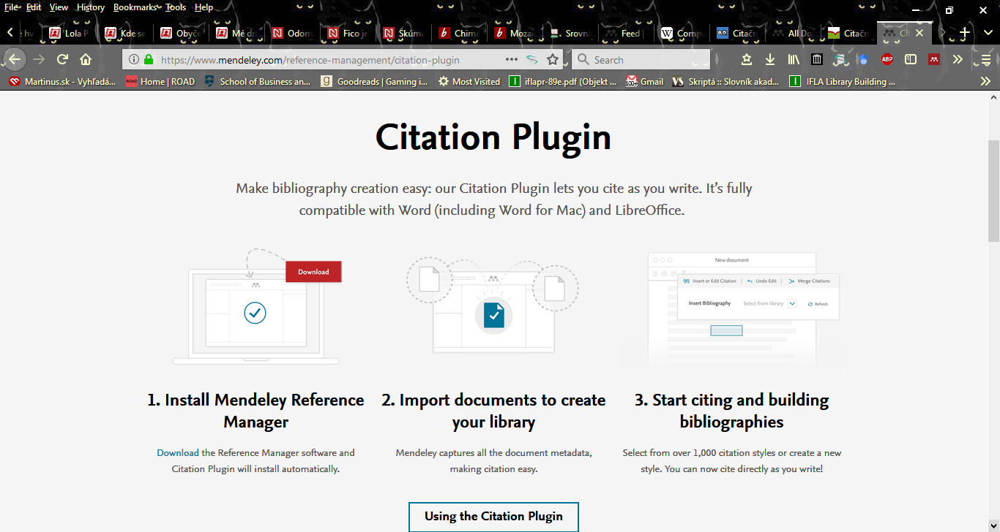 File Edit View History Bookmarks Tools Help
Lola P Kde se Obyče Mé dr Odom Fico je Škúm Chim Moza Srovn Feed Comp Citačn All Do Citačn
https://www.mendeley.com/reference-management/citation-plugin Search ABP
Martinus.sk - Vyhľadá... ROAD Home | ROAD School of Business an... g Goodreads | Gaming i... Most Visited iflapr-89e.pdf (Objekt ... 100+ Gmail VS Skriptá :: Slovník akad... IFLA Library Building ...
Citation Plugin
Make bibliography creation easy: our Citation Plugin lets you cite as you write. It’s fully
compatible with Word (including Word for Mac) and LibreOffice.
Download
New document
Insert or Edit Citation Undo Edit Merge Citations
Insert Bibliography Select from library Refresh
1. Install Mendeley Reference
Manager
Download the Reference Manager software and
Citation Plugin will install automatically.
2. Import documents to create
your library
Mendeley captures all the document metadata,
making citation easy.
3. Start citing and building
bibliographies
Select from over 1,000 citation styles or create a new
style. You can now cite directly as you write!
Using the Citation Plugin